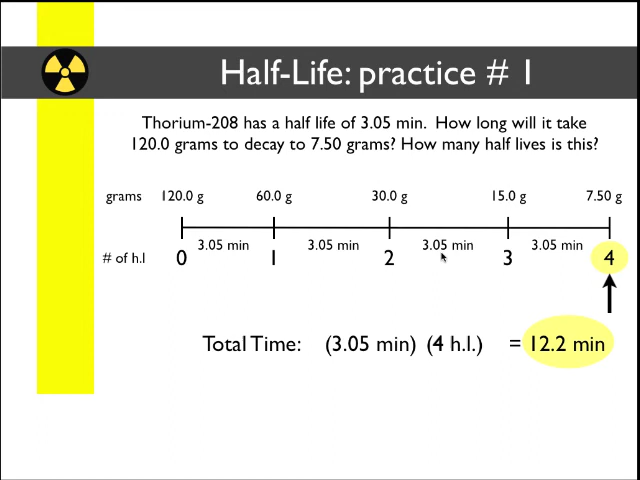 Half-Life: practice # 1
Thorium-208 has a half life of 3.05 min. How long will it take
120.0 grams to decay to 7.50 grams? How many half lives is this?
grams 120.0 g 60.0 g 30.0 g 15.0 g 7.50 g
3.05 min 3.05 min 3.05 min 3.05 min
# of h.l 0 1 2 3 4
Total Time: (3.05 min) (4 h.l.) = 12.2 min